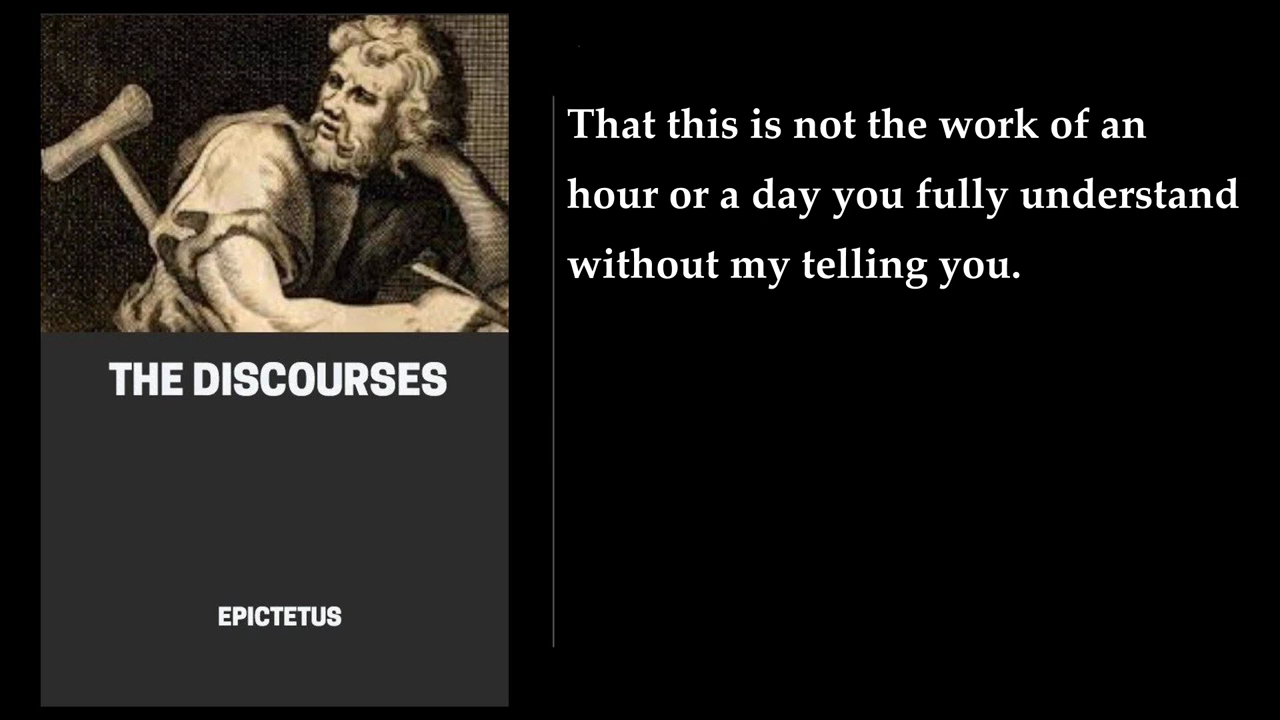 THE DISCOURSES
EPICTETUS
That this is not the work of an
hour or a day you fully understand
without my telling you.